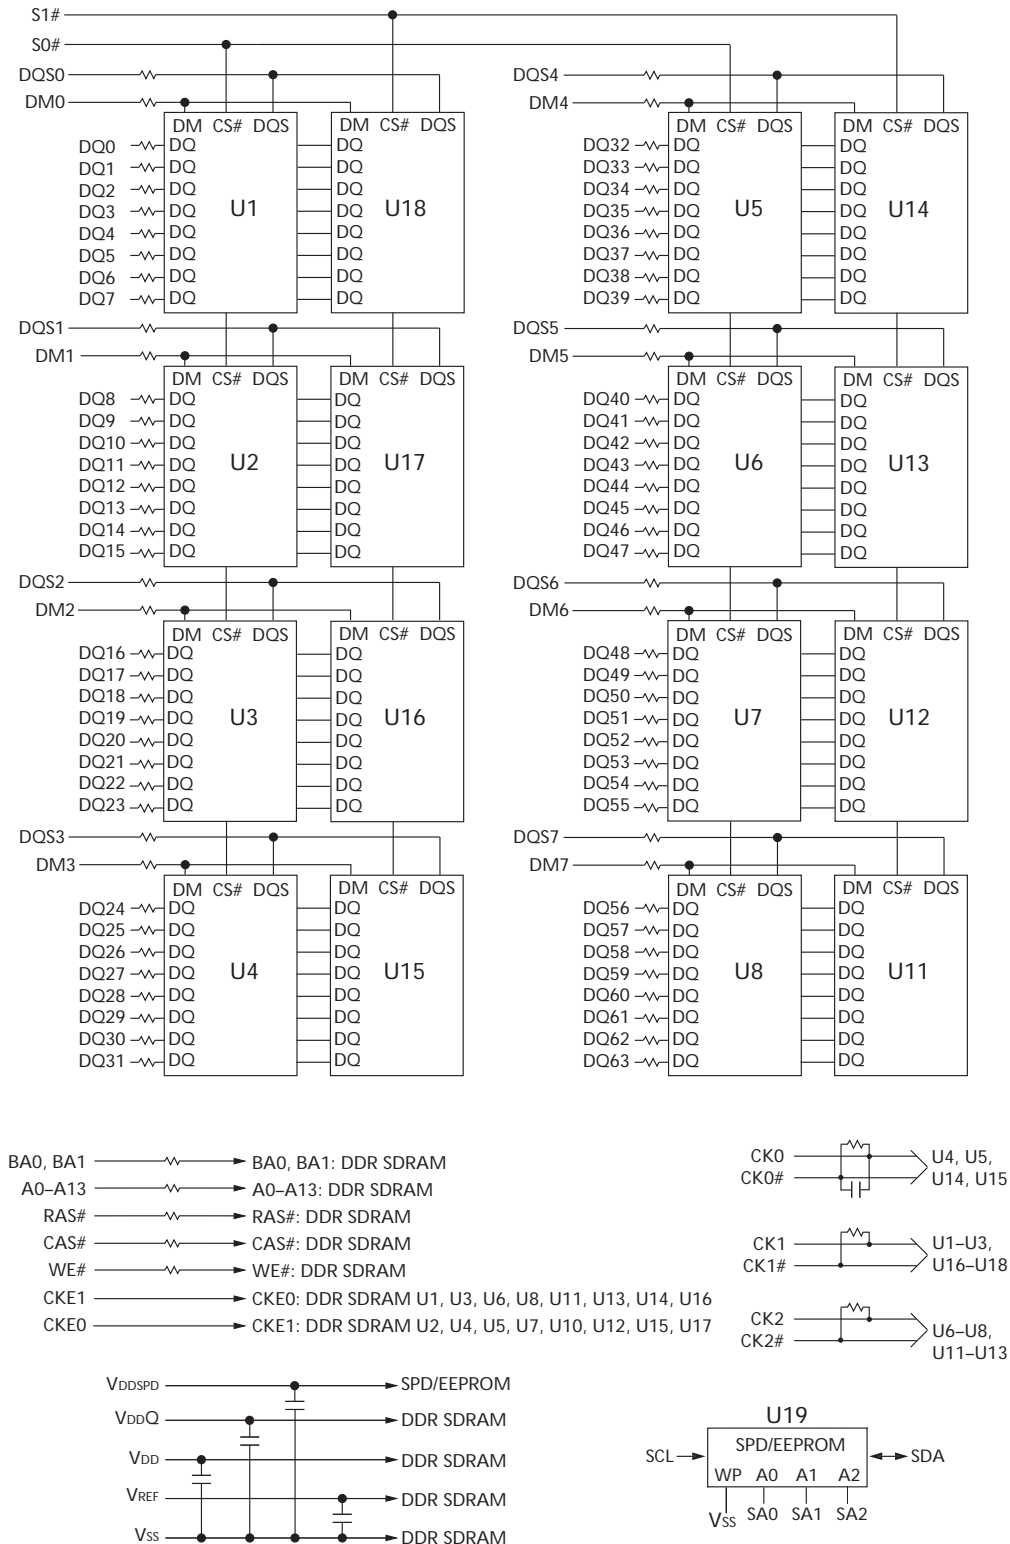 S1#
S0#
DQS0 DQS4
DM0 DM4
DM CS# DQS DM CS# DQS DM CS# DQS DM CS# DQS
DQ0 DQ DQ DQ32 DQ DQ
DQ1 DQ DQ DQ33 DQ DQ
DQ2 DQ DQ DQ34 DQ DQ
DQ3 DQ U1 DQ U18 DQ35 DQ U5 DQ U14
DQ4 DQ DQ DQ36 DQ DQ
DQ5 DQ DQ DQ37 DQ DQ
DQ6 DQ DQ DQ38 DQ DQ
DQ7 DQ DQ DQ39 DQ DQ
DQS1 DQS5
DM1 DM5
DM CS# DQS DM CS# DQS DM CS# DQS DM CS# DQS
DQ8 DQ DQ DQ40 DQ DQ
DQ9 DQ DQ DQ41 DQ DQ
DQ10 DQ DQ DQ42 DQ DQ
DQ11 DQ U2 DQ U17 DQ43 DQ U6 DQ U13
DQ12 DQ DQ DQ44 DQ DQ
DQ13 DQ DQ DQ45 DQ DQ
DQ14 DQ DQ DQ46 DQ DQ
DQ15 DQ DQ DQ47 DQ DQ
DQS2 DQS6
DM2 DM6
DM CS# DQS DM CS# DQS DM CS# DQS DM CS# DQS
DQ16 DQ DQ DQ48 DQ DQ
DQ17 DQ DQ DQ49 DQ DQ
DQ18 DQ DQ DQ50 DQ DQ
DQ19 DQ U3 DQ U16 DQ51 DQ U7 DQ U12
DQ20 DQ DQ DQ52 DQ DQ
DQ21 DQ DQ DQ53 DQ DQ
DQ22 DQ DQ DQ54 DQ DQ
DQ23 DQ DQ DQ55 DQ DQ
DQS3 DQS7
DM3 DM7
DM CS# DQS DM CS# DQS DM CS# DQS DM CS# DQS
DQ24 DQ DQ DQ56 DQ DQ
DQ25 DQ DQ DQ57 DQ DQ
DQ26 DQ DQ DQ58 DQ DQ
DQ27 DQ U4 DQ U15 DQ59 DQ U8 DQ U11
DQ28 DQ DQ DQ60 DQ DQ
DQ29 DQ DQ DQ61 DQ DQ
DQ30 DQ DQ DQ62 DQ DQ
DQ31 DQ DQ DQ63 DQ DQ
BA0, BA1 BA0, BA1: DDR SDRAM
A0–A13 A0–A13: DDR SDRAM
RAS# RAS#: DDR SDRAM
CAS# CAS#: DDR SDRAM
WE# WE#: DDR SDRAM
CKE1 CKE0: DDR SDRAM U1, U3, U6, U8, U11, U13, U14, U16
CKE0 CKE1: DDR SDRAM U2, U4, U5, U7, U10, U12, U15, U17
CK0 U4, U5,
CK0# U14, U15
CK1 U1–U3,
CK1# U16–U18
CK2 U6–U8,
CK2# U11–U13
VDDSPD SPD/EEPROM
VDDQ DDR SDRAM
VDD DDR SDRAM
VREF DDR SDRAM
VSS DDR SDRAM
U19
SPD/EEPROM
SCL SDA
WP A0 A1 A2
VSS SA0 SA1 SA2